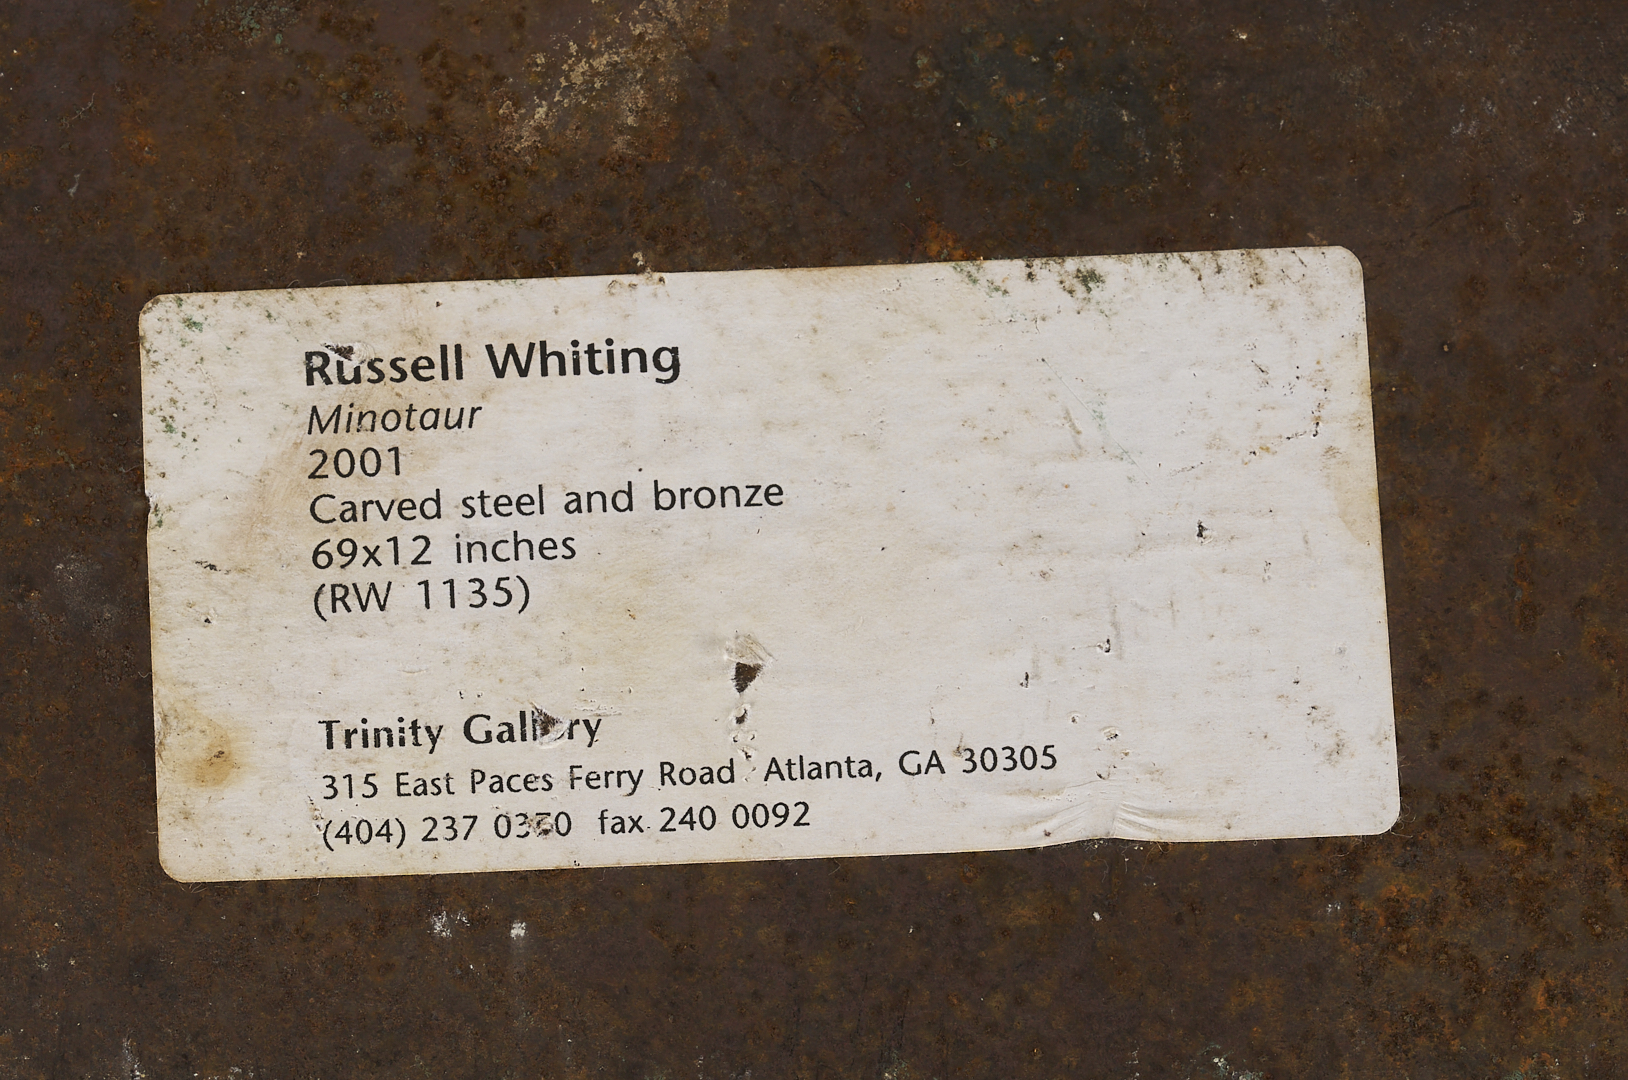 Russell Whiting
Minotaur
2001
Carved steel and bronze
69x12 inches
(RW 1135)
Trinity Gallery
315 East Paces Ferry Road Atlanta, GA 30305
(404) 237 fax 240 0092